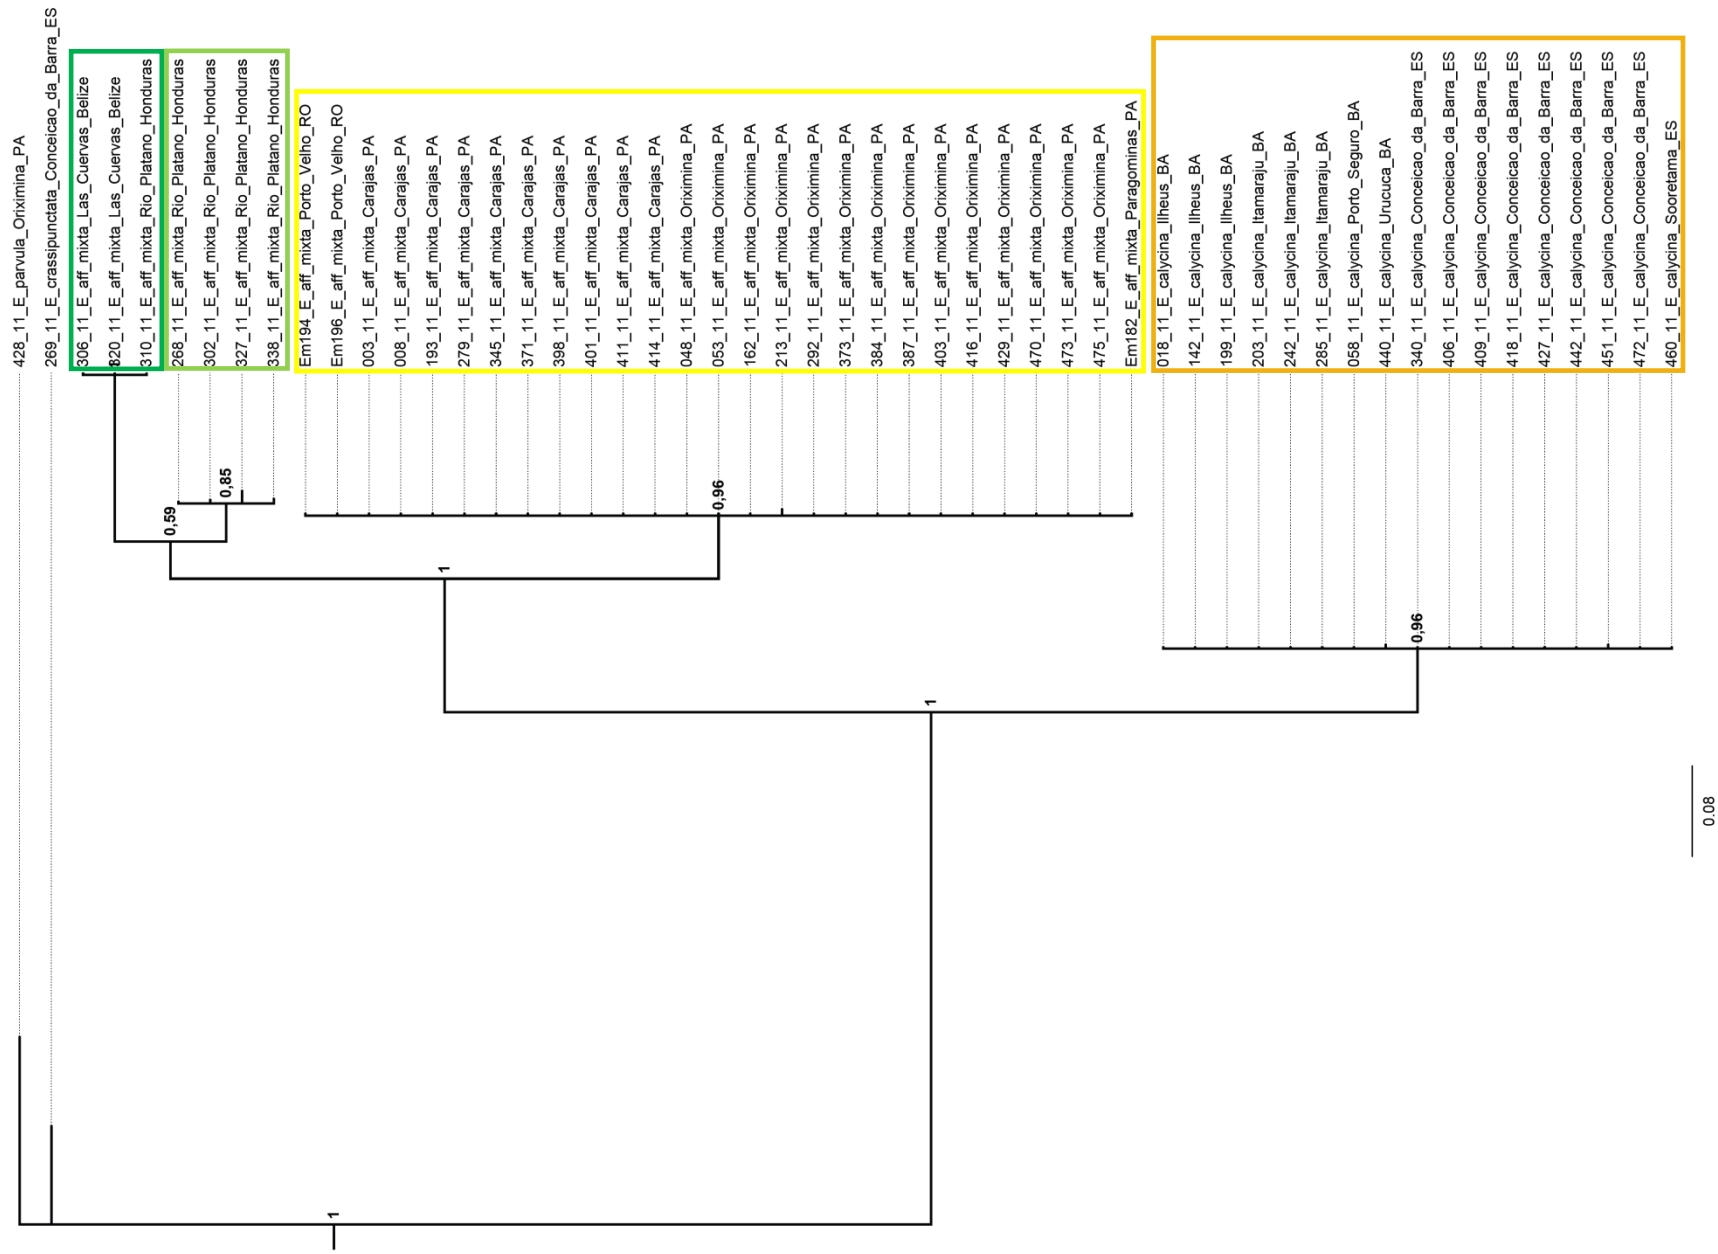 428_11_E_parvula_Oriximina_PA
269_11_E_crassipunctata_Conceicao_da_Barra_ES
306_11_E_aff_mixta_Las_Cuervas_Belize
320_11_E_aff_mixta_Las_Cuervas_Belize
310_11_E_aff_mixta_Rio_Platano_Honduras
268_11_E_aff_mixta_Rio_Platano_Honduras
302_11_E_aff_mixta_Rio_Platano_Honduras
327_11_E_aff_mixta_Rio_Platano_Honduras
338_11_E_aff_mixta_Rio_Platano_Honduras
Em194_E_aff_mixta_Porto_Velho_RO
Em196_E_aff_mixta_Porto_Velho_RO
003_11_E_aff_mixta_Carajas_PA
008_11_E_aff_mixta_Carajas_PA
193_11_E_aff_mixta_Carajas_PA
279_11_E_aff_mixta_Carajas_PA
345_11_E_aff_mixta_Carajas_PA
371_11_E_aff_mixta_Carajas_PA
398_11_E_aff_mixta_Carajas_PA
401_11_E_aff_mixta_Carajas_PA
411_11_E_aff_mixta_Carajas_PA
414_11_E_aff_mixta_Carajas_PA
048_11_E_aff_mixta_Oriximina_PA
053_11_E_aff_mixta_Oriximina_PA
162_11_E_aff_mixta_Oriximina_PA
213_11_E_aff_mixta_Oriximina_PA
292_11_E_aff_mixta_Oriximina_PA
373_11_E_aff_mixta_Oriximina_PA
384_11_E_aff_mixta_Oriximina_PA
387_11_E_aff_mixta_Oriximina_PA
403_11_E_aff_mixta_Oriximina_PA
416_11_E_aff_mixta_Oriximina_PA
429_11_E_aff_mixta_Oriximina_PA
470_11_E_aff_mixta_Oriximina_PA
473_11_E_aff_mixta_Oriximina_PA
475_11_E_aff_mixta_Oriximina_PA
Em182_E_aff_mixta_Paragominas_PA
018_11_E_calycina_Ilheus_BA
142_11_E_calycina_Ilheus_BA
199_11_E_calycina_Ilheus_BA
203_11_E_calycina_Itamaraju_BA
242_11_E_calycina_Itamaraju_BA
285_11_E_calycina_Itamaraju_BA
058_11_E_calycina_Porto_Seguro_BA
440_11_E_calycina_Urucuca_BA
340_11_E_calycina_Conceicao_da_Barra_ES
406_11_E_calycina_Conceicao_da_Barra_ES
409_11_E_calycina_Conceicao_da_Barra_ES
418_11_E_calycina_Conceicao_da_Barra_ES
427_11_E_calycina_Conceicao_da_Barra_ES
442_11_E_calycina_Conceicao_da_Barra_ES
451_11_E_calycina_Conceicao_da_Barra_ES
472_11_E_calycina_Conceicao_da_Barra_ES
460_11_E_calycina_Sooretama_ES
0,85
0,59
0,96
1
0,96
1
1
0.08